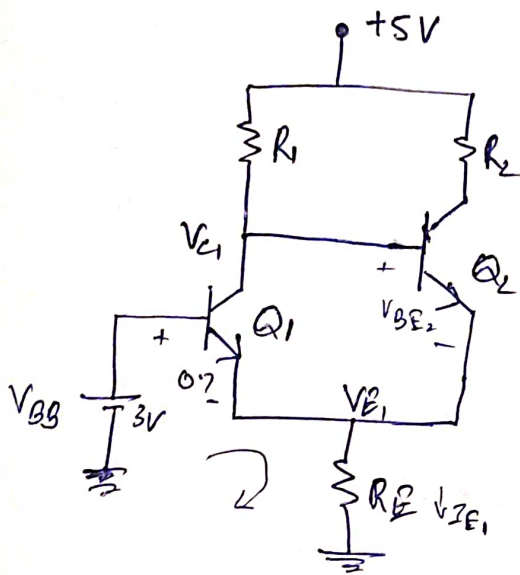 +5V
R1
R2
VC1
+
Q2
+
Q1
VBE2
-
0.7
-
VBB
3V
VE1
RE ↓IE1